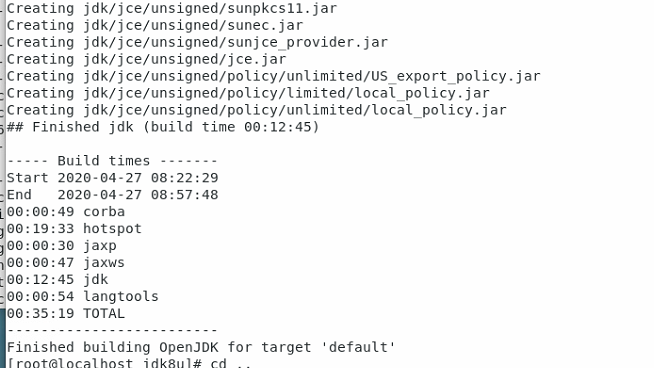 Creating jdk/jce/unsigned/sunpkcs11.jar
Creating jdk/jce/unsigned/sunec.jar
Creating jdk/jce/unsigned/sunjce_provider.jar
Creating jdk/jce/unsigned/jce.jar
Creating jdk/jce/unsigned/policy/unlimited/US_export_policy.jar
Creating jdk/jce/unsigned/policy/limited/local_policy.jar
Creating jdk/jce/unsigned/policy/unlimited/local_policy.jar
## Finished jdk (build time 00:12:45)
----- Build times -------
Start 2020-04-27 08:22:29
End   2020-04-27 08:57:48
00:00:49 corba
00:19:33 hotspot
00:00:30 jaxp
00:00:47 jaxws
00:12:45 jdk
00:00:54 langtools
00:35:19 TOTAL
-------------------------
Finished building OpenJDK for target 'default'
[root@localhost jdk8u]# cd ..